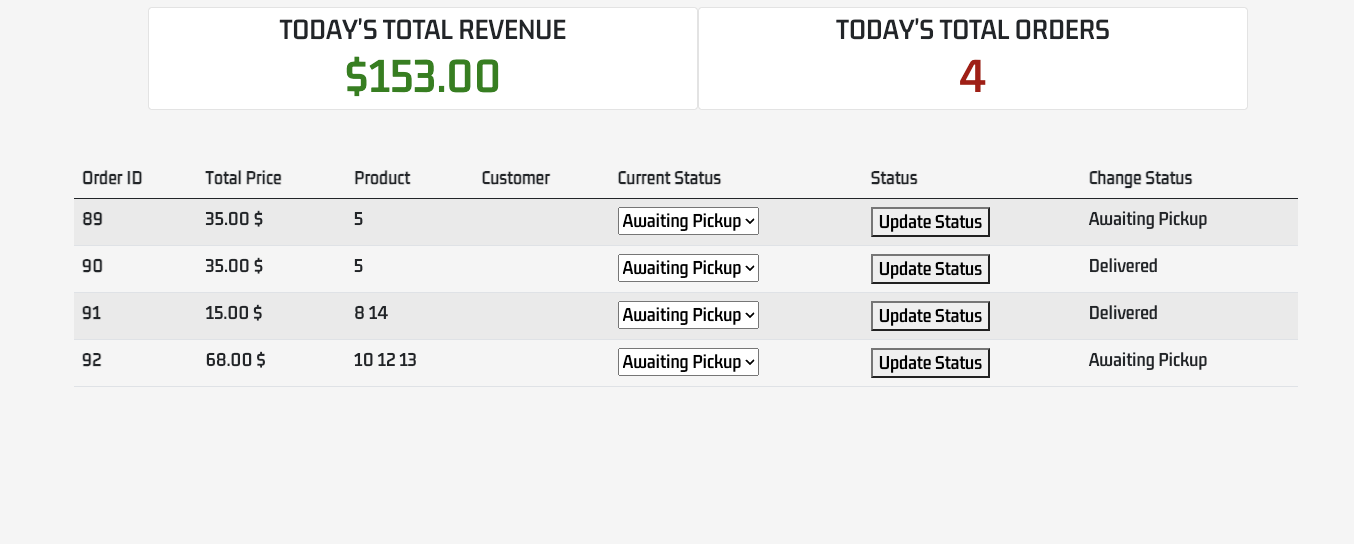 TODAY'S TOTAL REVENUE TODAY'S TOTAL ORDERS
$153.00 4
Order ID Total Price Product Customer Current Status Status Change Status
89 35.00 $ 5 Awaiting Pickup Update Status Awaiting Pickup
90 35.00 $ 5 Awaiting Pickup Update Status Delivered
91 15.00 $ 8 14 Awaiting Pickup Update Status Delivered
92 68.00 $ 10 12 13 Awaiting Pickup Update Status Awaiting Pickup